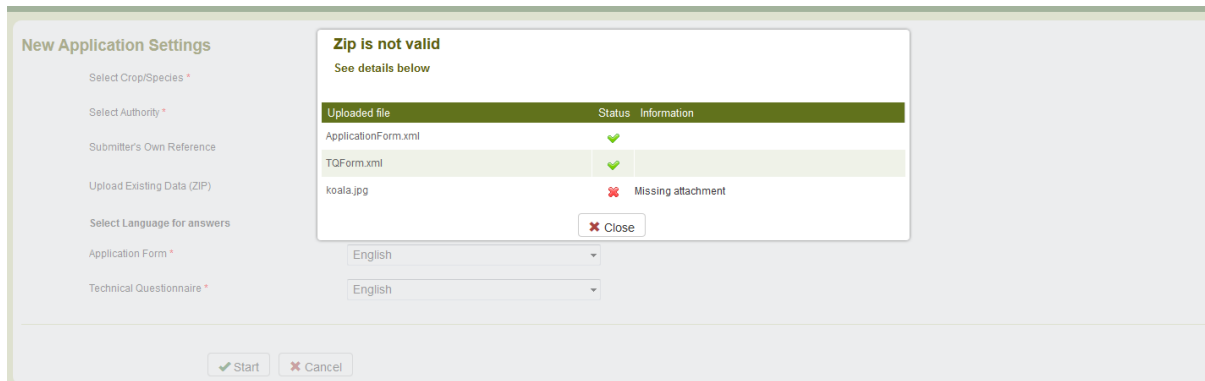 New Application Settings
Select Crop/Species *
Select Authority *
Submitter's Own Reference
Upload Existing Data (ZIP)
Select Language for answers
Application Form * English
Technical Questionnaire * English
Start Cancel
Zip is not valid
See details below
Uploaded file Status Information
ApplicationForm.xml
TQForm.xml
koala.jpg Missing attachment
Close